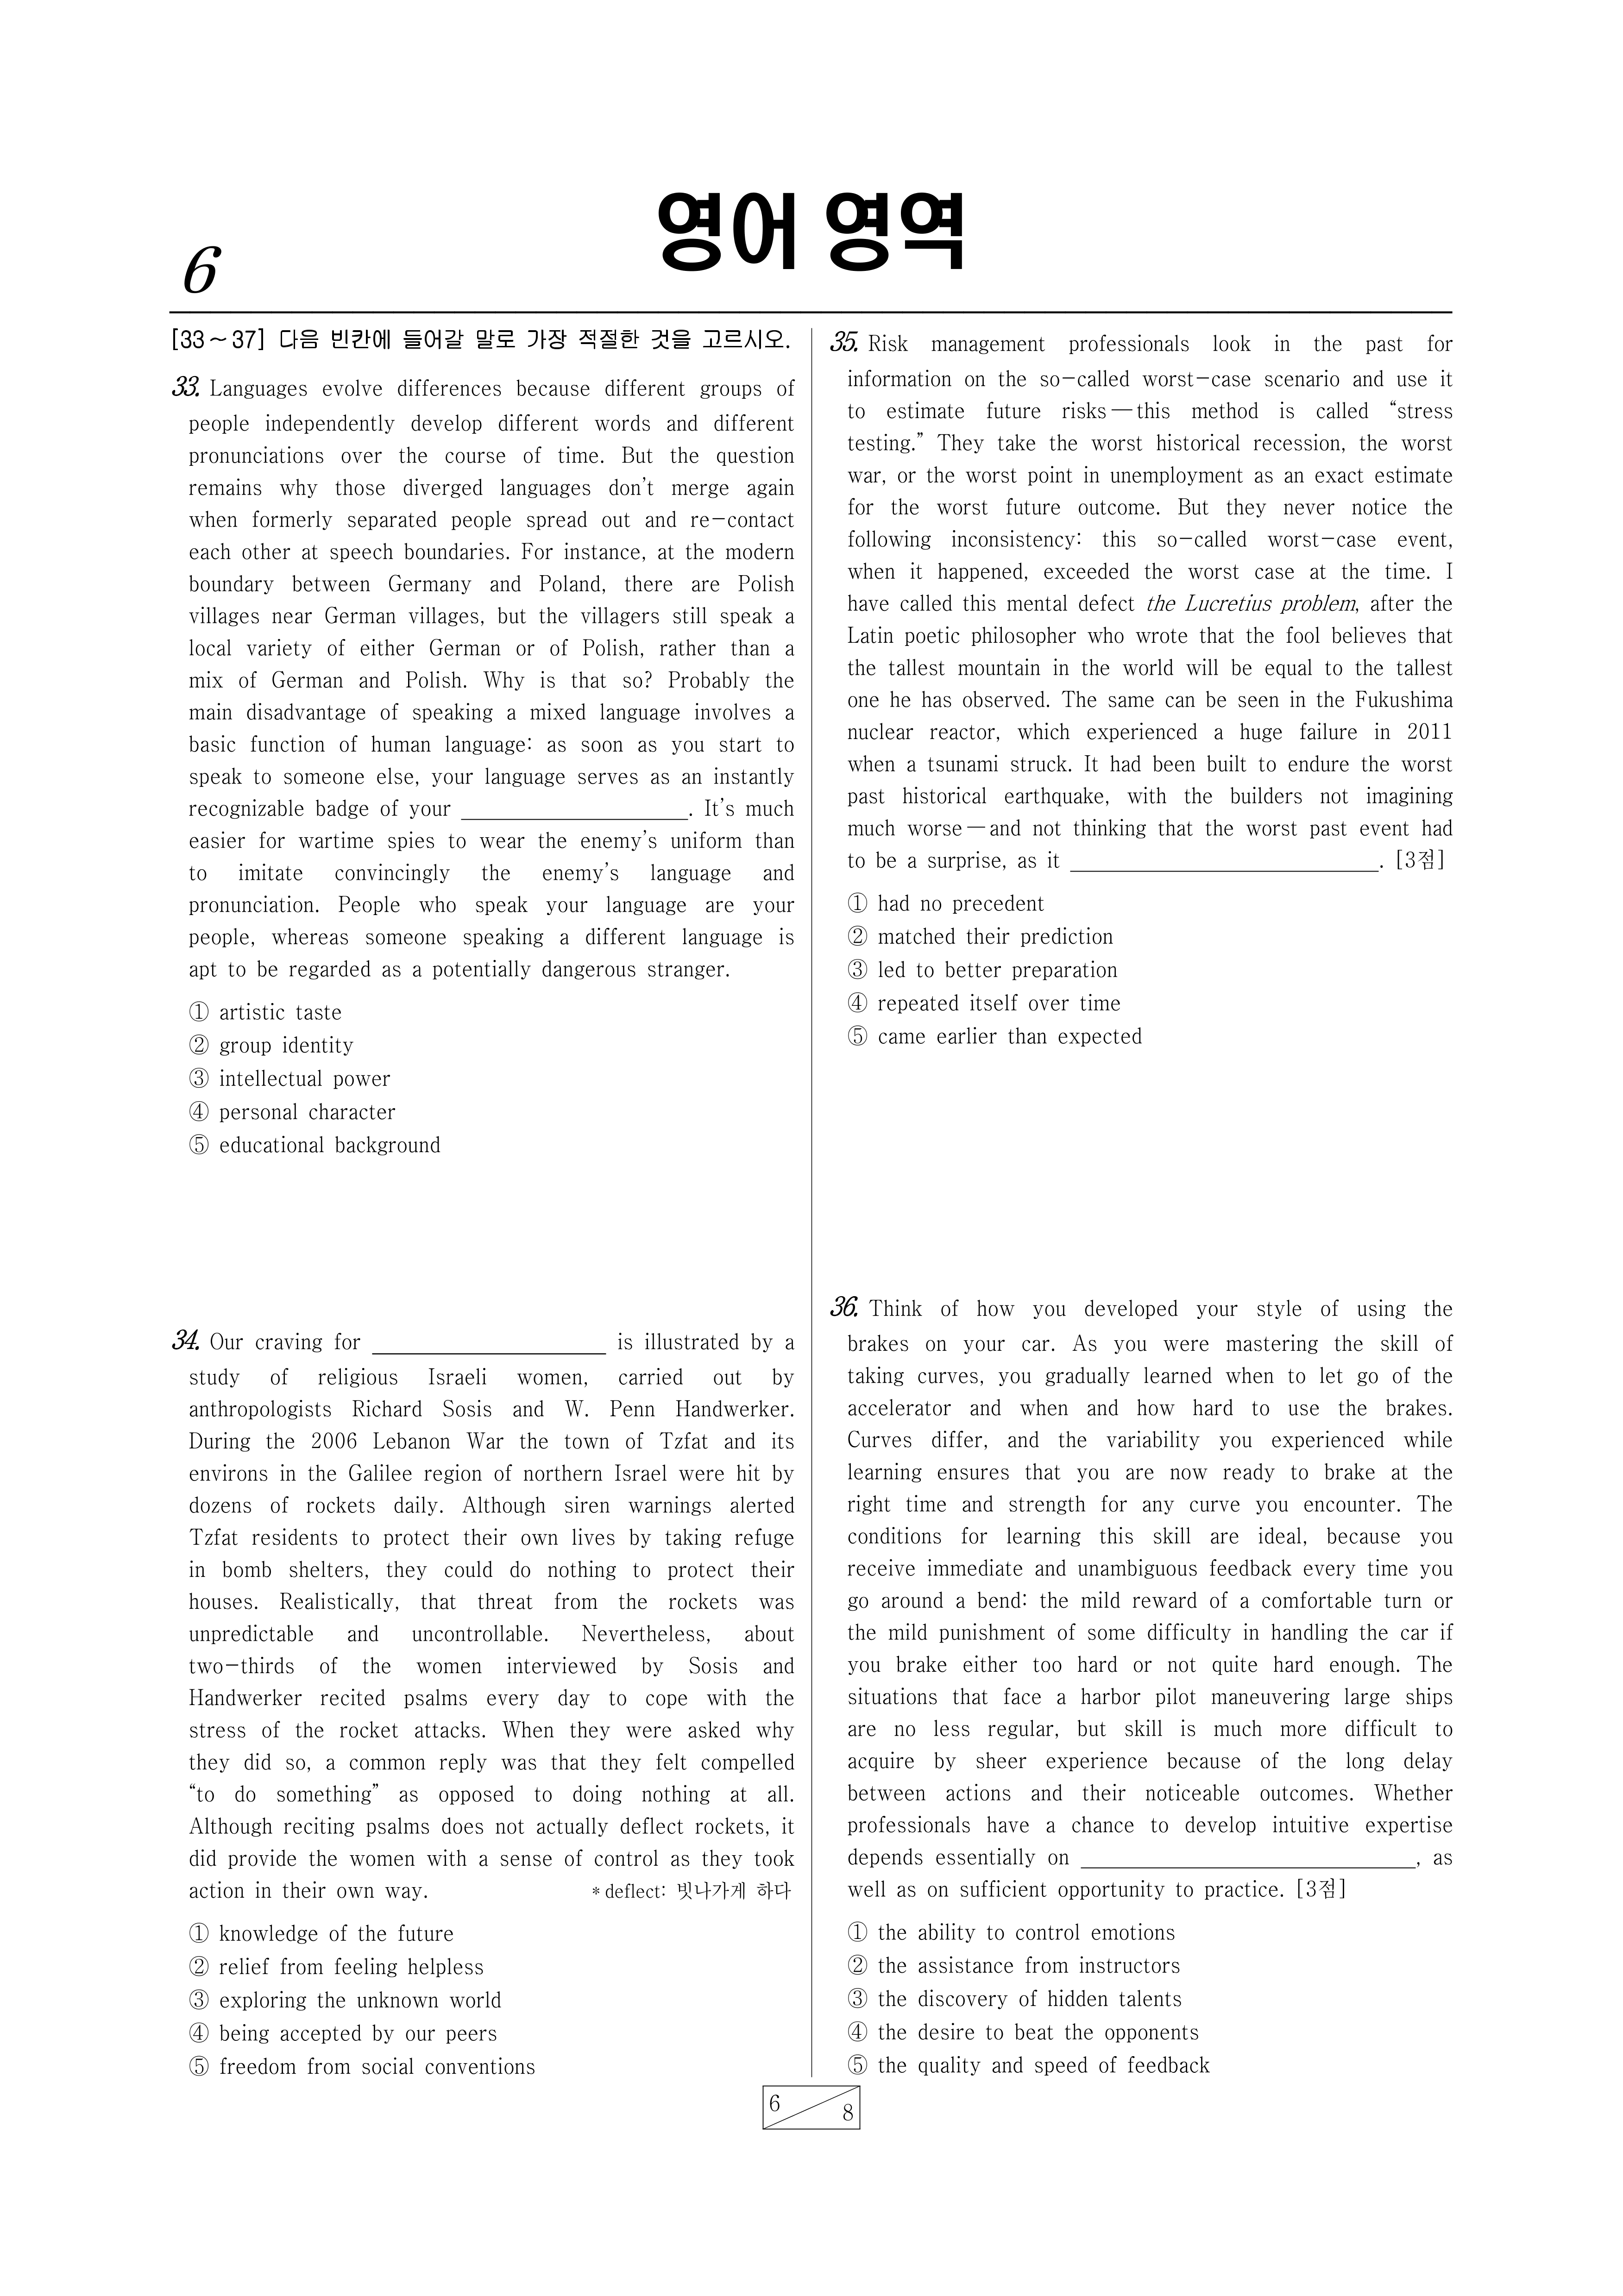 영어 영역
6
[33～37] 다음 빈칸에 들어갈 말로 가장 적절한 것을 고르시오.
33. Languages evolve differences because different groups of
people independently develop different words and different
pronunciations over the course of time. But the question
remains why those diverged languages don't merge again
when formerly separated people spread out and re-contact
each other at speech boundaries. For instance, at the modern
boundary between Germany and Poland, there are Polish
villages near German villages, but the villagers still speak a
local variety of either German or of Polish, rather than a
mix of German and Polish. Why is that so? Probably the
main disadvantage of speaking a mixed language involves a
basic function of human language: as soon as you start to
speak to someone else, your language serves as an instantly
recognizable badge of your ____________________. It's much
easier for wartime spies to wear the enemy's uniform than
to imitate convincingly the enemy's language and
pronunciation. People who speak your language are your
people, whereas someone speaking a different language is
apt to be regarded as a potentially dangerous stranger.
① artistic taste
② group identity
③ intellectual power
④ personal character
⑤ educational background
34. Our craving for ____________________ is illustrated by a
study of religious Israeli women, carried out by
anthropologists Richard Sosis and W. Penn Handwerker.
During the 2006 Lebanon War the town of Tzfat and its
environs in the Galilee region of northern Israel were hit by
dozens of rockets daily. Although siren warnings alerted
Tzfat residents to protect their own lives by taking refuge
in bomb shelters, they could do nothing to protect their
houses. Realistically, that threat from the rockets was
unpredictable and uncontrollable. Nevertheless, about
two-thirds of the women interviewed by Sosis and
Handwerker recited psalms every day to cope with the
stress of the rocket attacks. When they were asked why
they did so, a common reply was that they felt compelled
“to do something” as opposed to doing nothing at all.
Although reciting psalms does not actually deflect rockets, it
did provide the women with a sense of control as they took
action in their own way. * deflect: 빗나가게 하다
① knowledge of the future
② relief from feeling helpless
③ exploring the unknown world
④ being accepted by our peers
⑤ freedom from social conventions
35. Risk management professionals look in the past for
information on the so-called worst-case scenario and use it
to estimate future risks — this method is called “stress
testing.” They take the worst historical recession, the worst
war, or the worst point in unemployment as an exact estimate
for the worst future outcome. But they never notice the
following inconsistency: this so-called worst-case event,
when it happened, exceeded the worst case at the time. I
have called this mental defect the Lucretius problem, after the
Latin poetic philosopher who wrote that the fool believes that
the tallest mountain in the world will be equal to the tallest
one he has observed. The same can be seen in the Fukushima
nuclear reactor, which experienced a huge failure in 2011
when a tsunami struck. It had been built to endure the worst
past historical earthquake, with the builders not imagining
much worse — and not thinking that the worst past event had
to be a surprise, as it ____________________. [3점]
① had no precedent
② matched their prediction
③ led to better preparation
④ repeated itself over time
⑤ came earlier than expected
36. Think of how you developed your style of using the
brakes on your car. As you were mastering the skill of
taking curves, you gradually learned when to let go of the
accelerator and when and how hard to use the brakes.
Curves differ, and the variability you experienced while
learning ensures that you are now ready to brake at the
right time and strength for any curve you encounter. The
conditions for learning this skill are ideal, because you
receive immediate and unambiguous feedback every time you
go around a bend: the mild reward of a comfortable turn or
the mild punishment of some difficulty in handling the car if
you brake either too hard or not quite hard enough. The
situations that face a harbor pilot maneuvering large ships
are no less regular, but skill is much more difficult to
acquire by sheer experience because of the long delay
between actions and their noticeable outcomes. Whether
professionals have a chance to develop intuitive expertise
depends essentially on ____________________, as
well as on sufficient opportunity to practice. [3점]
① the ability to control emotions
② the assistance from instructors
③ the discovery of hidden talents
④ the desire to beat the opponents
⑤ the quality and speed of feedback
6 8